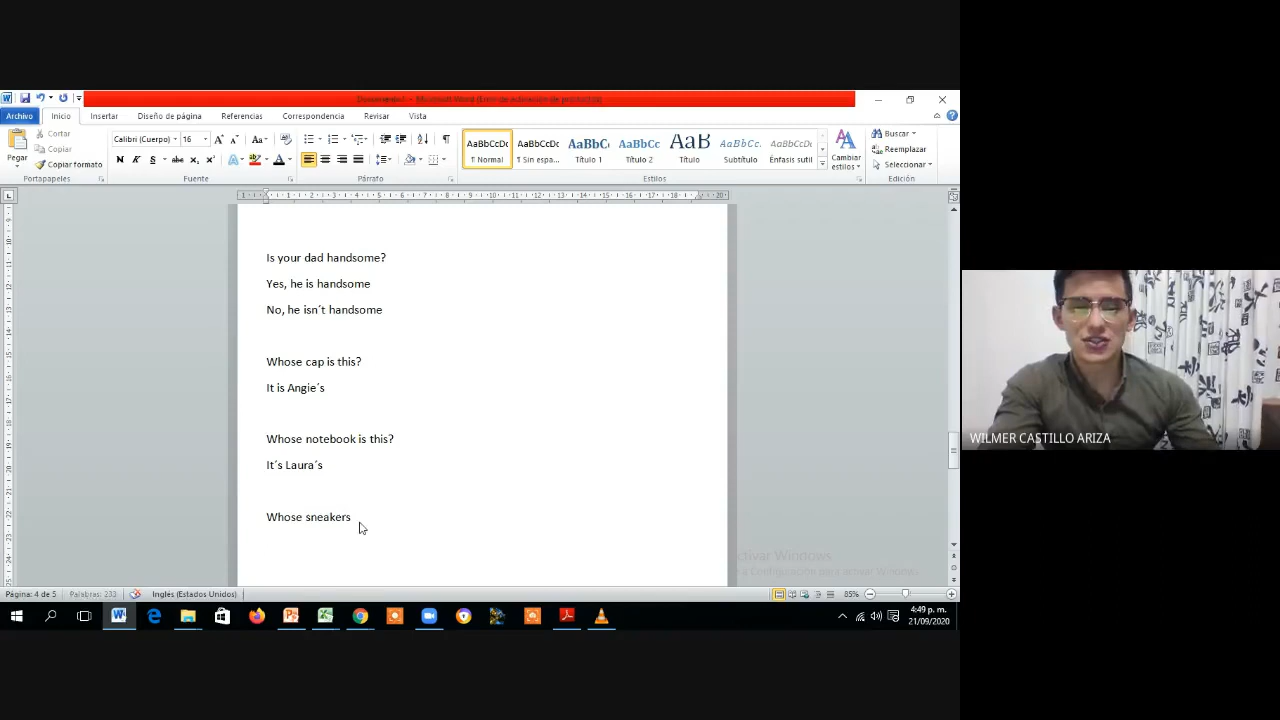 Archivo Inicio Insertar Diseño de página Referencias Correspondencia Revisar Vista
Cortar
Copiar
Copiar formato
Pegar
Portapapeles
Calibri (Cuerpo) 16
Fuente
Párrafo
AaBbCcDc AaBbCcDc AaBbC AaBbCc AaB AaBbCc. AaBbCcDc
¶ Normal ¶ Sin espa... Título 1 Título 2 Título Subtítulo Énfasis sutil
Estilos
Cambiar estilos
Buscar
Reemplazar
Seleccionar
Edición
Is your dad handsome?
Yes, he is handsome
No, he isn´t handsome
Whose cap is this?
It is Angie´s
Whose notebook is this?
It´s Laura´s
Whose sneakers
WILMER CASTILLO ARIZA
Página: 4 de 5 Palabras: 233 Inglés (Estados Unidos) 85%
4:49 p. m.
21/09/2020